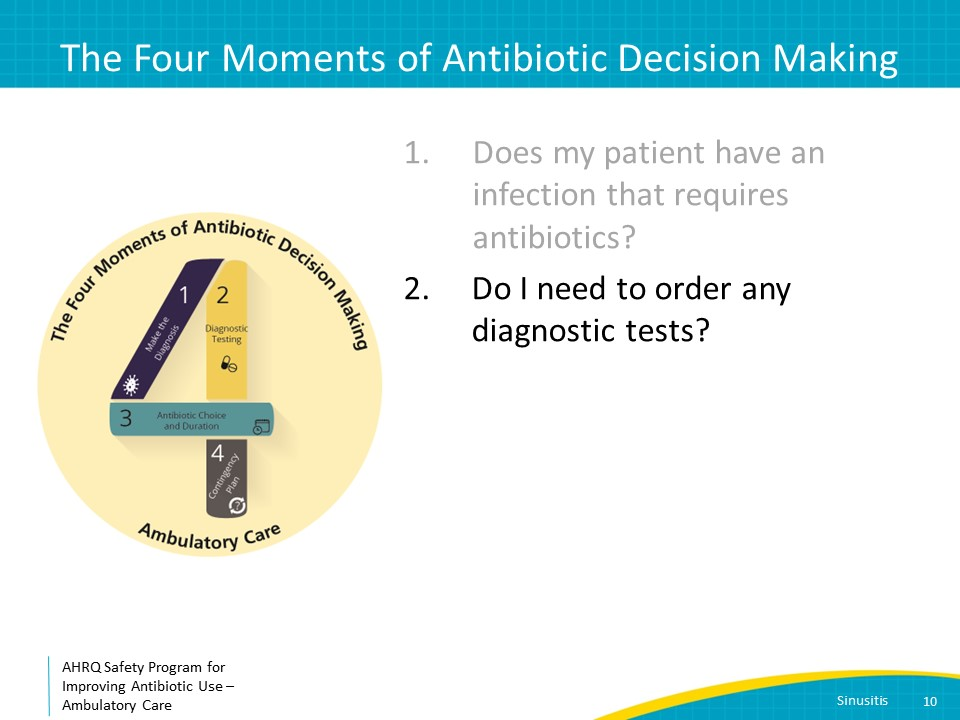 The Four Moments of Antibiotic Decision Making
1. Does my patient have an
infection that requires
antibiotics?
2. Do I need to order any
diagnostic tests?
The Four Moments of Antibiotic Decision Making
1
Make the
Diagnosis
2
Diagnostic
Testing
3
Antibiotic Choice
and Duration
4
Contingency
Plan
Ambulatory Care
AHRQ Safety Program for
Improving Antibiotic Use –
Ambulatory Care
Sinusitis 10